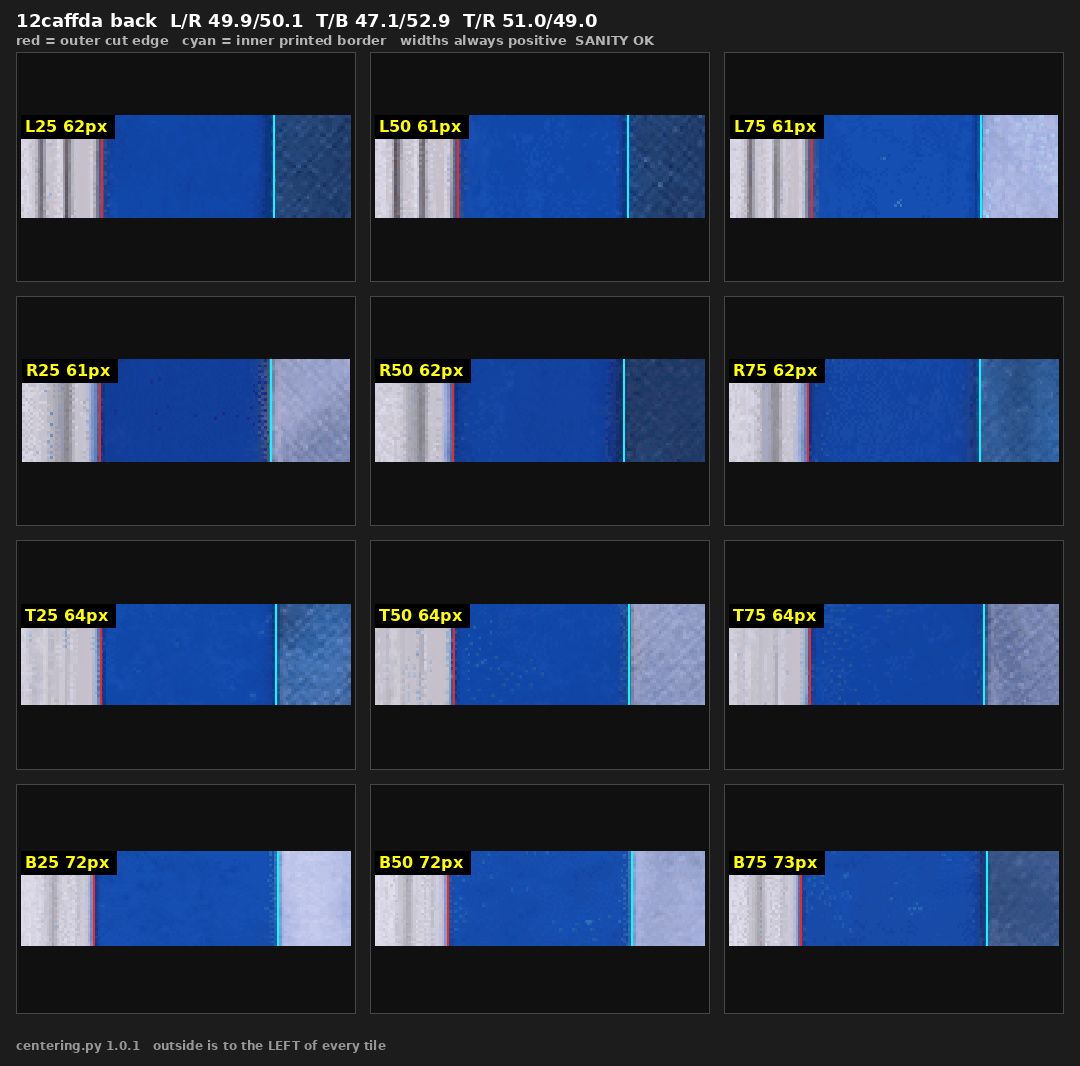 12caffda back  L/R 49.9/50.1  T/B 47.1/52.9  T/R 51.0/49.0
red = outer cut edge   cyan = inner printed border   widths always positive  SANITY OK
L25 62px
L50 61px
L75 61px
R25 61px
R50 62px
R75 62px
T25 64px
T50 64px
T75 64px
B25 72px
B50 72px
B75 73px
centering.py 1.0.1   outside is to the LEFT of every tile